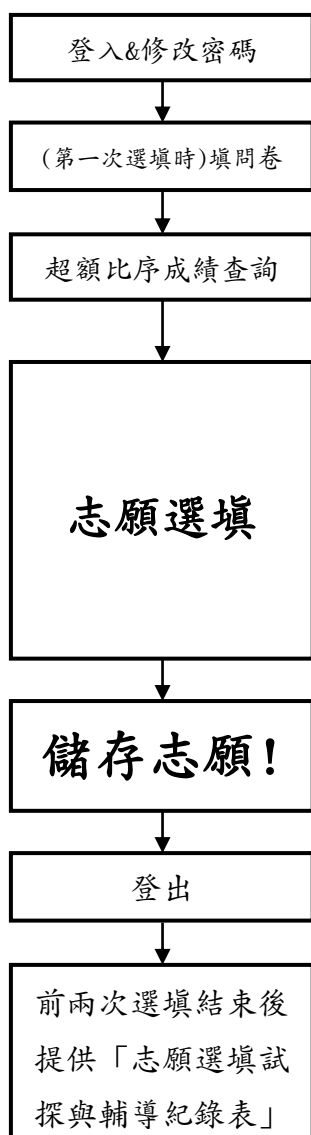 登入&修改密碼
(第一次選填時)填問卷
超額比序成績查詢
志願選填
儲存志願!
登出
前兩次選填結束後
提供「志願選填試
探與輔導紀錄表」